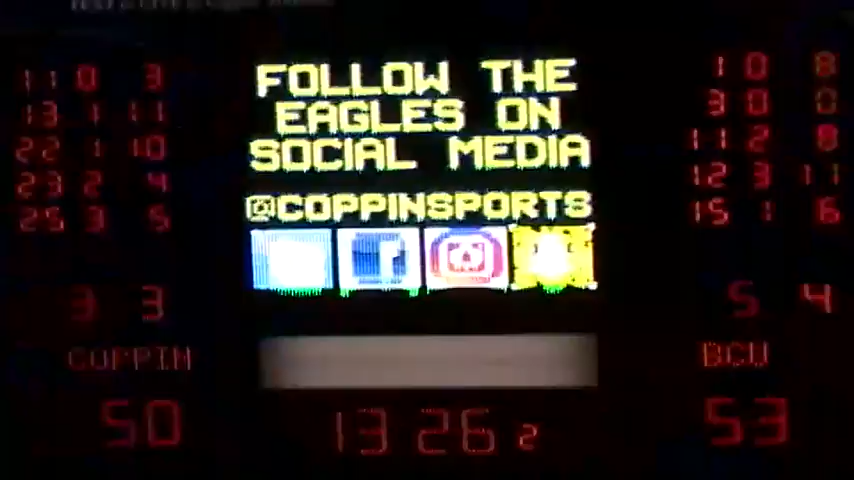 FOLLOW THE
EAGLES ON
SOCIAL MEDIA
@COPPINSPORTS
11 0 3
13 1 11
22 1 10
23 2 4
25 3 5
3 3
COPPIN
50
13 26 2
1 0 8
3 0 0
11 2 8
12 3 11
15 1 6
5 4
BCU
53